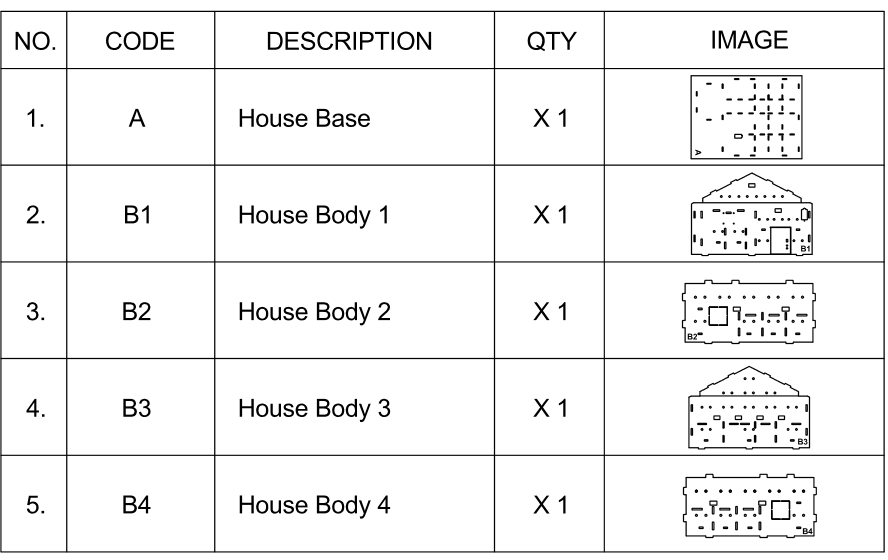 NO. CODE DESCRIPTION QTY IMAGE
1. A House Base X 1 A
2. B1 House Body 1 X 1 B1
3. B2 House Body 2 X 1 B2
4. B3 House Body 3 X 1 B3
5. B4 House Body 4 X 1 B4